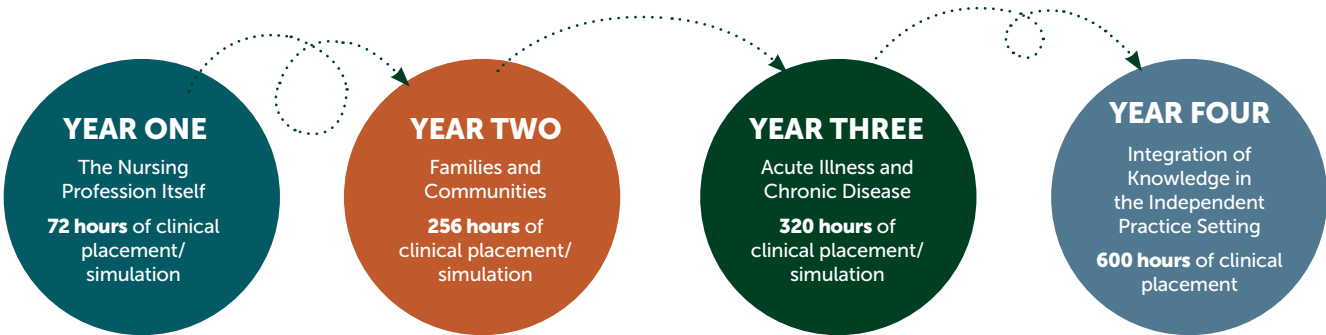 YEAR ONE
The Nursing
Profession Itself
72 hours of clinical
placement/
simulation
YEAR TWO
Families and
Communities
256 hours of
clinical placement/
simulation
YEAR THREE
Acute Illness and
Chronic Disease
320 hours of
clinical placement/
simulation
YEAR FOUR
Integration of
Knowledge in
the Independent
Practice Setting
600 hours of clinical
placement